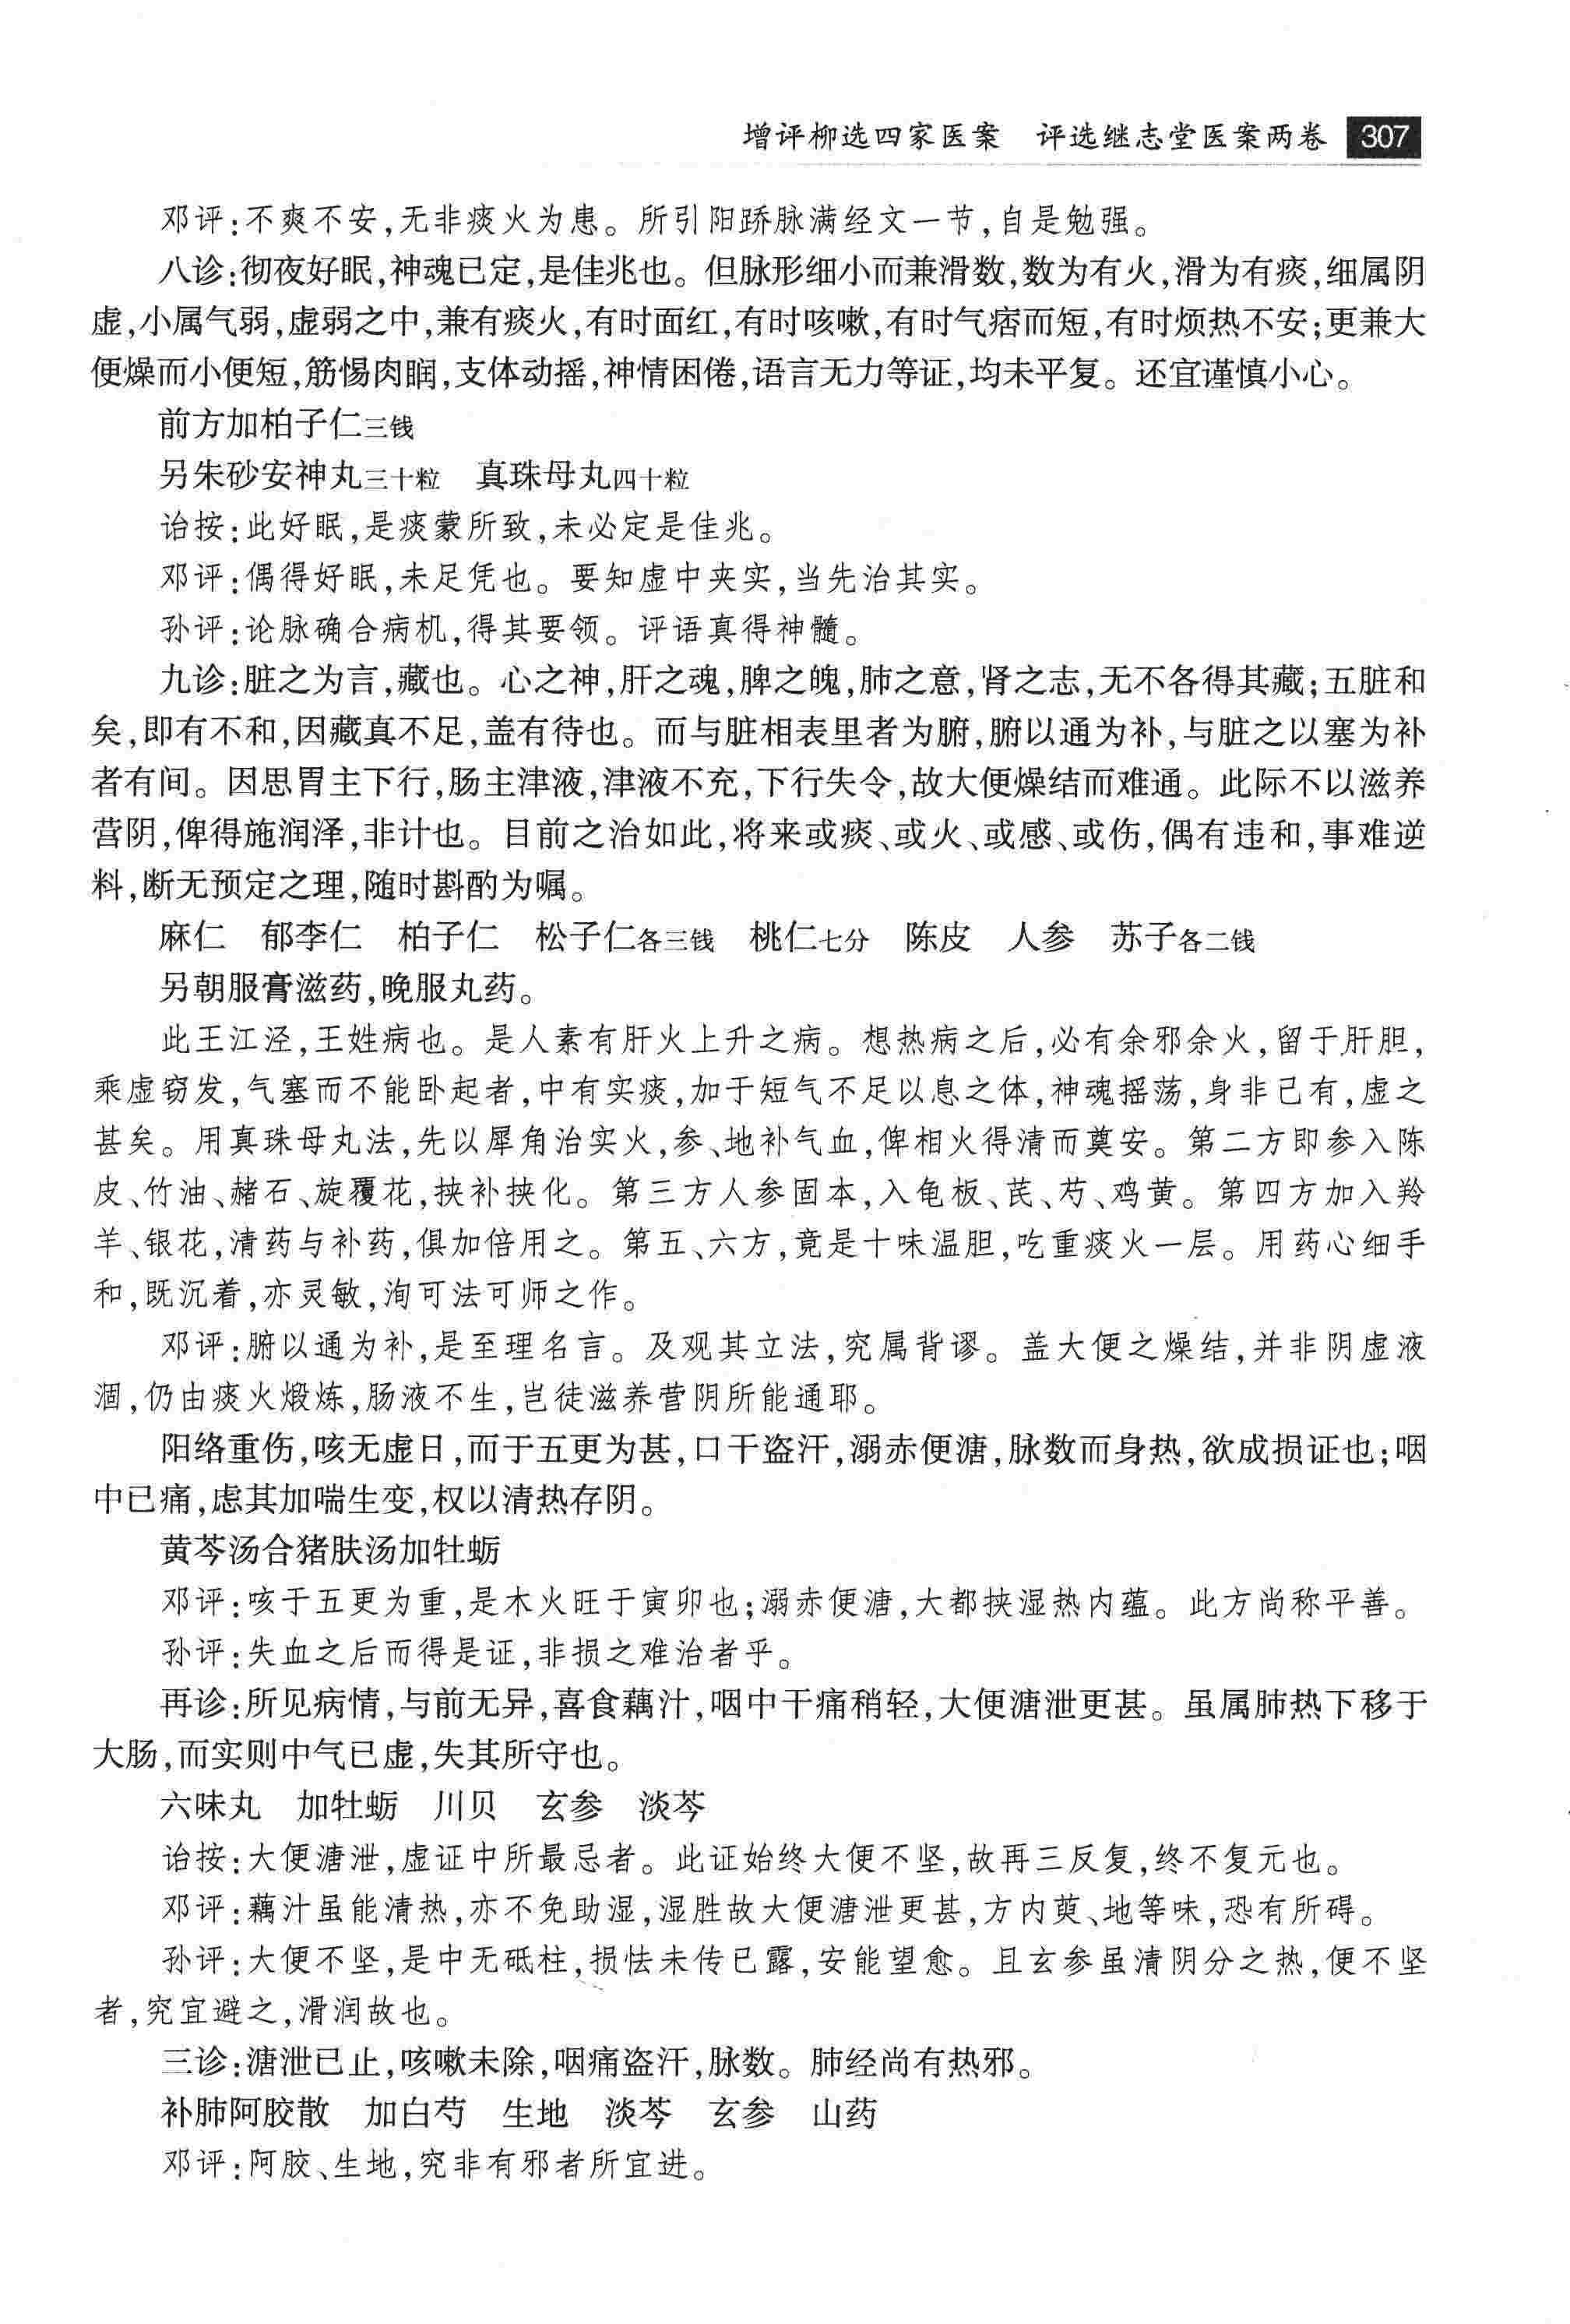 增评柳选四家医案　评选继志堂医案两卷 307
邓评:不爽不安,无非痰火为患。所引阳跻脉满经文一节,自是勉强。
八诊:彻夜好眠,神魂已定,是佳兆也。但脉形细小而兼滑数,数为有火,滑为有痰,细属阴
虚,小属气弱,虚弱之中,兼有痰火,有时面红,有时咳嗽,有时气痞而短,有时烦热不安;更兼大
便燥而小便短,筋惕肉瞤,支体动摇,神情困倦,语言无力等证,均未平复。还宜谨慎小心。
前方加柏子仁三钱
另朱砂安神丸三十粒　真珠母丸四十粒
诒按:此好眠,是痰蒙所致,未必定是佳兆。
邓评:偶得好眠,未足凭也。要知虚中夹实,当先治其实。
孙评:论脉确合病机,得其要领。评语真得神髓。
九诊:脏之为言,藏也。心之神,肝之魂,脾之魄,肺之意,肾之志,无不各得其藏;五脏和
矣,即有不和,因藏真不足,盖有待也。而与脏相表里者为腑,腑以通为补,与脏之以塞为补
者有间。因思胃主下行,肠主津液,津液不充,下行失令,故大便燥结而难通。此际不以滋养
营阴,俾得施润泽,非计也。目前之治如此,将来或痰、或火、或感、或伤,偶有违和,事难逆
料,断无预定之理,随时斟酌为嘱。
麻仁　郁李仁　柏子仁　松子仁各三钱　桃仁七分　陈皮　人参　苏子各二钱
另朝服膏滋药,晚服丸药。
此王江泾,王姓病也。是人素有肝火上升之病。想热病之后,必有余邪余火,留于肝胆,
乘虚窃发,气塞而不能卧起者,中有实痰,加于短气不足以息之体,神魂摇荡,身非己有,虚之
甚矣。用真珠母丸法,先以犀角治实火,参、地补气血,俾相火得清而奠安。第二方即参入陈
皮、竹油、赭石、旋覆花,挟补挟化。第三方人参固本,入龟板、芪、芍、鸡黄。第四方加入羚
羊、银花,清药与补药,俱加倍用之。第五、六方,竟是十味温胆,吃重痰火一层。用药心细手
和,既沉着,亦灵敏,洵可法可师之作。
邓评:腑以通为补,是至理名言。及观其立法,究属背谬。盖大便之燥结,并非阴虚液
涸,仍由痰火煅炼,肠液不生,岂徒滋养营阴所能通耶。
阳络重伤,咳无虚日,而于五更为甚,口干盗汗,溺赤便溏,脉数而身热,欲成损证也;咽
中已痛,虑其加喘生变,权以清热存阴。
黄芩汤合猪肤汤加牡蛎
邓评:咳于五更为重,是木火旺于寅卯也;溺赤便溏,大都挟湿热内蕴。此方尚称平善。
孙评:失血之后而得是证,非损之难治者乎。
再诊:所见病情,与前无异,喜食藕汁,咽中干痛稍轻,大便溏泄更甚。虽属肺热下移于
大肠,而实则中气已虚,失其所守也。
六味丸　加牡蛎　川贝　玄参　淡芩
诒按:大便溏泄,虚证中所最忌者。此证始终大便不坚,故再三反复,终不复元也。
邓评:藕汁虽能清热,亦不免助湿,湿胜故大便溏泄更甚,方内萸、地等味,恐有所碍。
孙评:大便不坚,是中无砥柱,损怯未传已露,安能望愈。且玄参虽清阴分之热,便不坚
者,究宜避之,滑润故也。
三诊:溏泄已止,咳嗽未除,咽痛盗汗,脉数。肺经尚有热邪。
补肺阿胶散　加白芍　生地　淡芩　玄参　山药
邓评:阿胶、生地,究非有邪者所宜进。